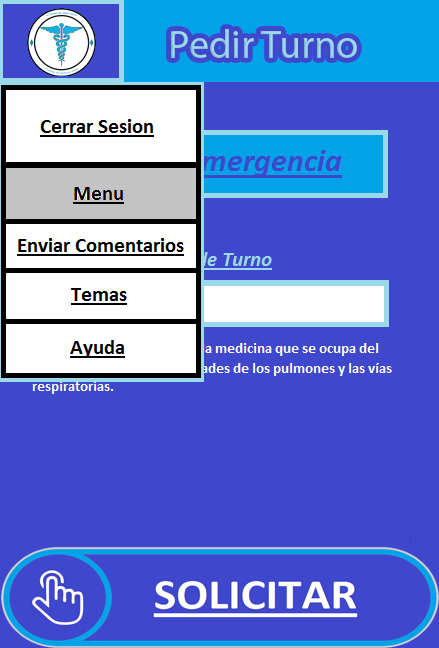 Pedir Turno
Cerrar Sesion
mergencia
Menu
Enviar Comentarios
de Turno
Temas
Ayuda
a medicina que se ocupa del
ades de los pulmones y las vías
respiratorias.
SOLICITAR